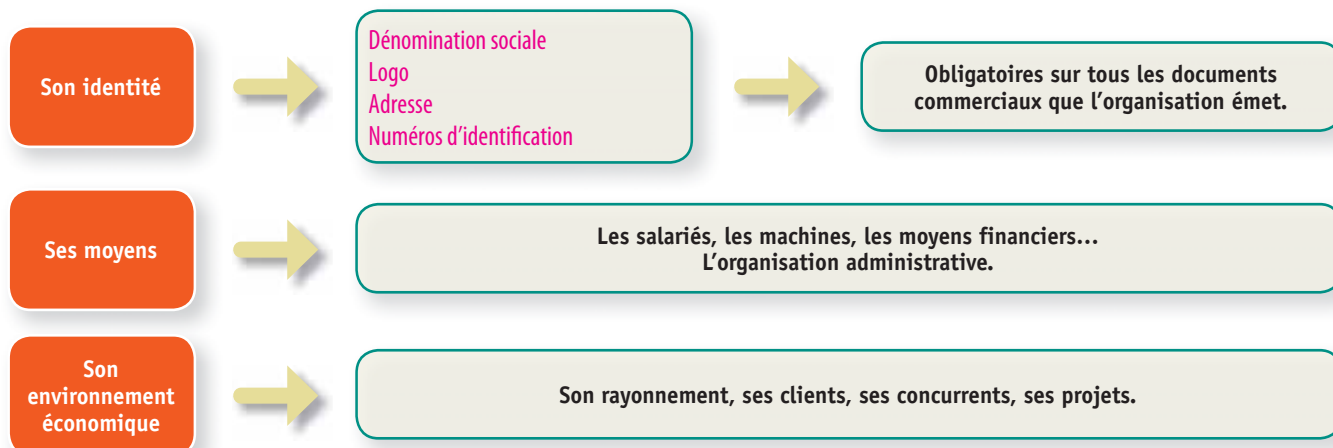 Son identité
Dénomination sociale
Logo
Adresse
Numéros d’identification
Obligatoires sur tous les documents
commerciaux que l’organisation émet.
Ses moyens
Les salariés, les machines, les moyens financiers…
L’organisation administrative.
Son
environnement
économique
Son rayonnement, ses clients, ses concurrents, ses projets.